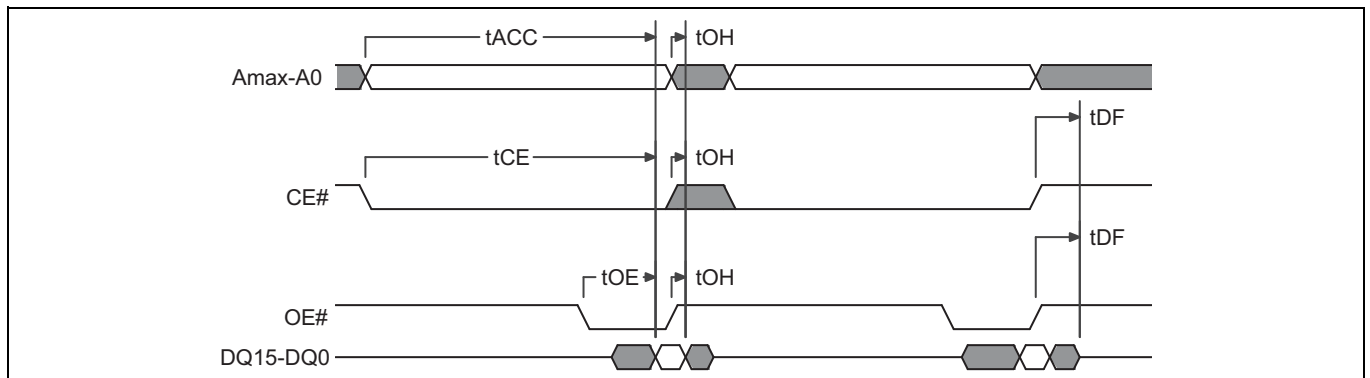 tACC
tOH
Amax-A0
tDF
tCE
tOH
CE#
tDF
tOE
tOH
OE#
DQ15-DQ0